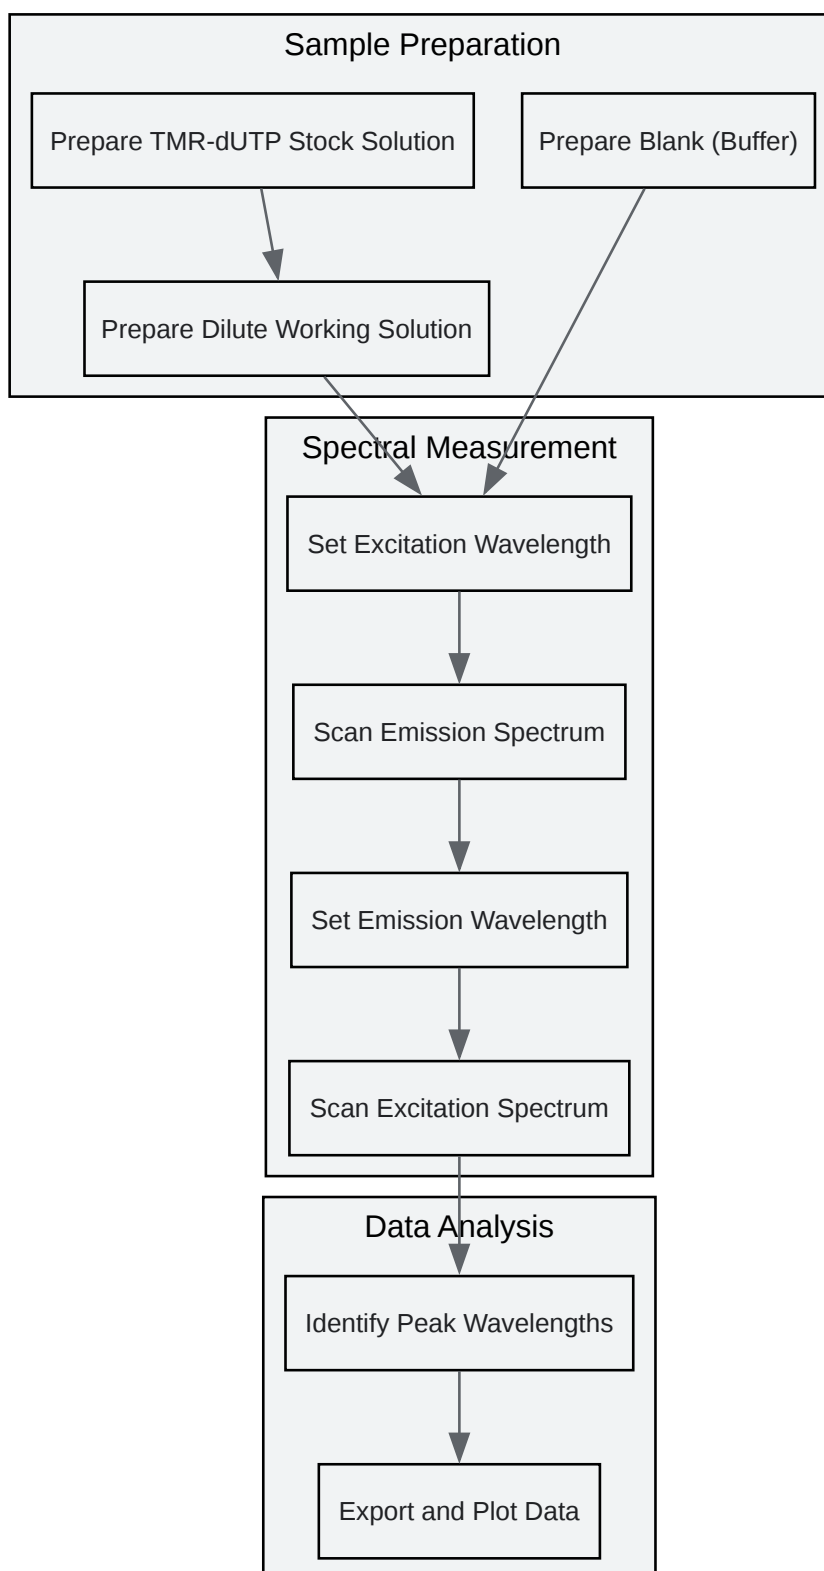 Sample Preparation
Prepare TMR-dUTP Stock Solution
Prepare Blank (Buffer)
Prepare Dilute Working Solution
Spectral Measurement
Set Excitation Wavelength
Scan Emission Spectrum
Set Emission Wavelength
Scan Excitation Spectrum
Data Analysis
Identify Peak Wavelengths
Export and Plot Data